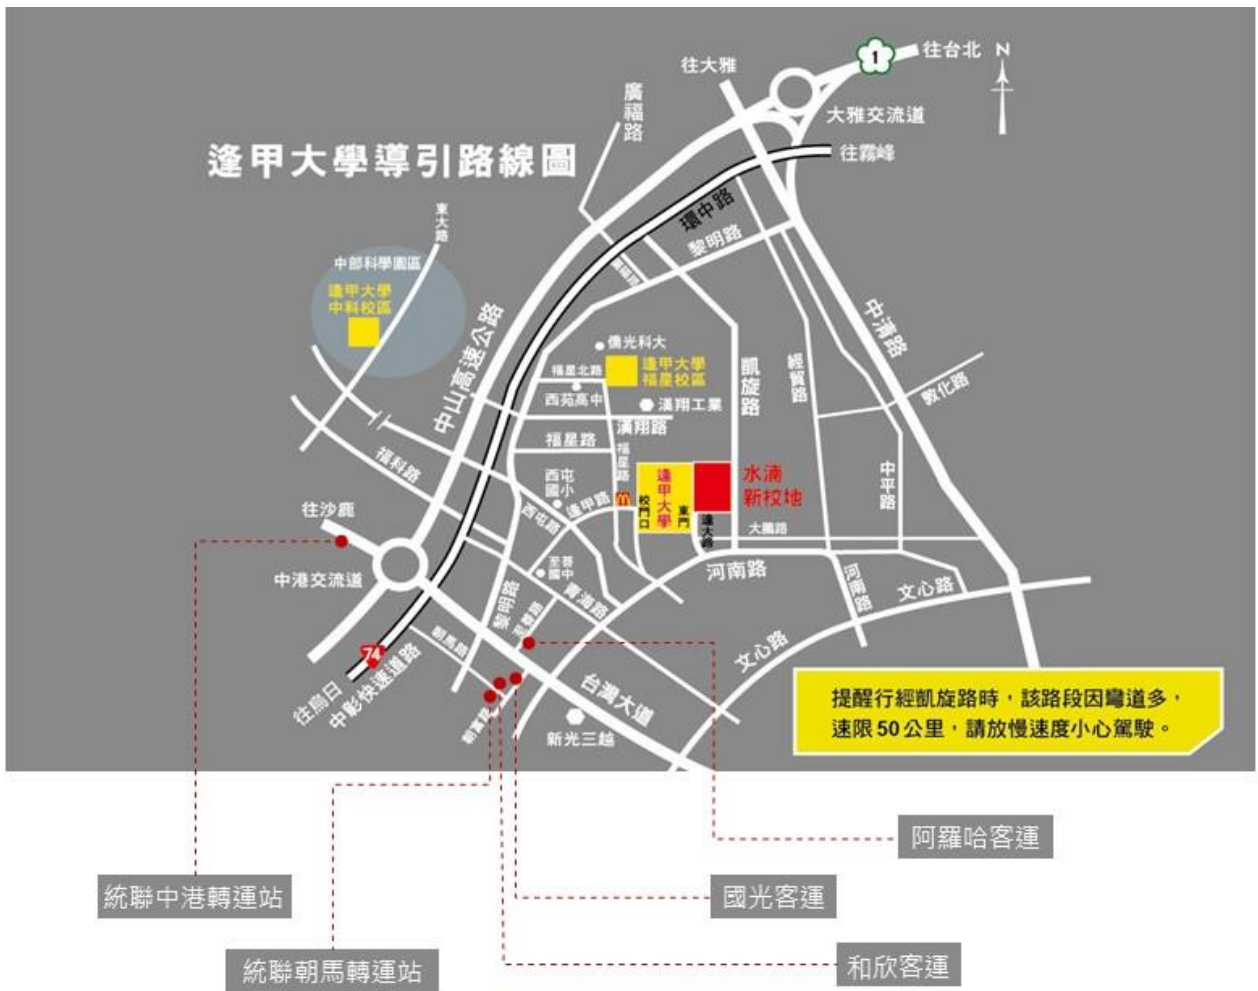 往台北
N
1
往大雅
大雅交流道
廣福路
往霧峰
逢甲大學導引路線圖
環中路
東大路
黎明路
中部科學園區
廣福路
逢甲大學
中科校區
中山高速公路
中清路
僑光科大
逢甲大學
福星校區
福星北路
西苑高中
漢翔工業
凱旋路
經貿路
敦化路
漢翔路
福星路
福星路
福科路
西屯
國小
逢甲路
西屯路
校門口
逢甲大學
東門
水湳
新校地
逢大路
中平路
大鵬路
往沙鹿
中港交流道
至善
國中
河南路
河南路
青海路
文心路
文心路
黎明路
至善路
朝馬路
74
往烏日
中彰快速道路
朝富路
台灣大道
新光三越
提醒行經凱旋路時，該路段因彎道多，
速限50公里，請放慢速度小心駕駛。
阿羅哈客運
統聯中港轉運站
國光客運
和欣客運
統聯朝馬轉運站